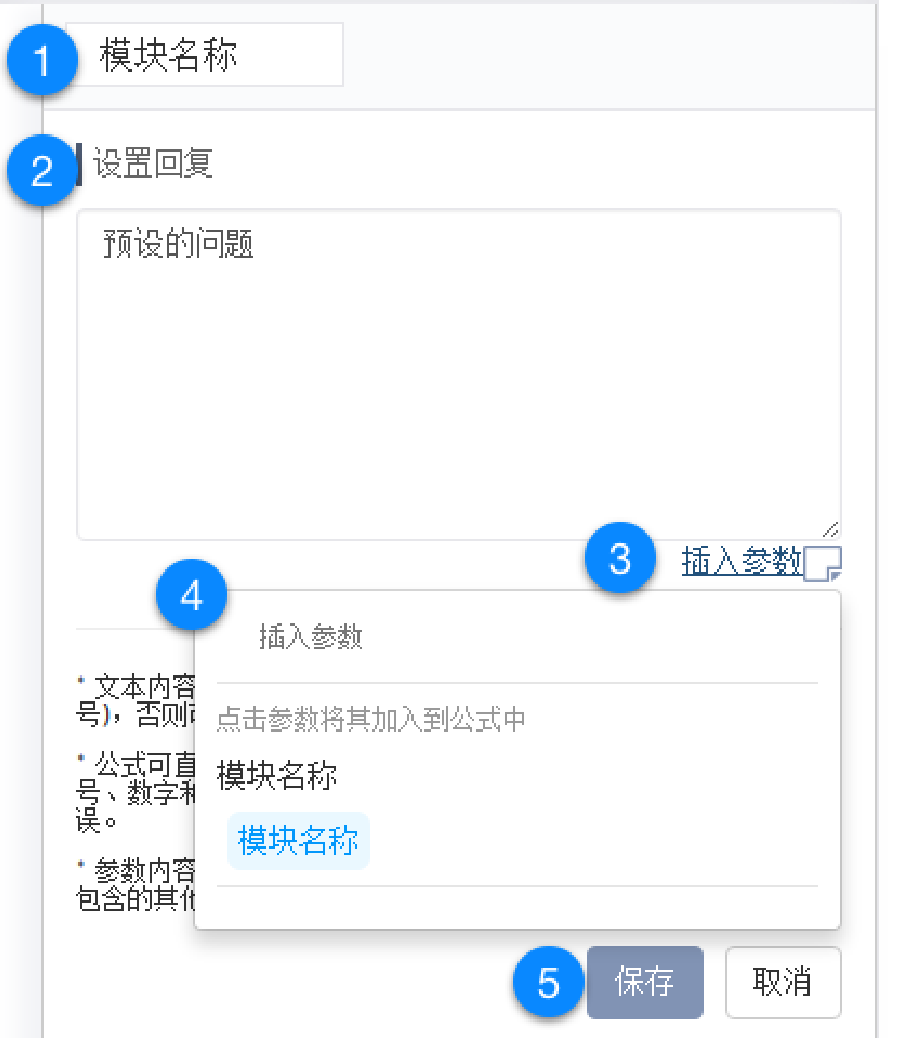 1 模块名称
2 设置回复
预设的问题
3 插入参数
4
插入参数
* 文本内容
号)，否则
点击参数将其加入到公式中
* 公式可直
模块名称
号、数字和
误。
模块名称
* 参数内容
包含的其他
5 保存 取消